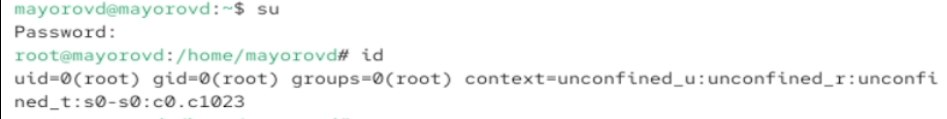 mayorovd@mayorovd:~$ su
Password:
root@mayorovd:/home/mayorovd# id
uid=0(root) gid=0(root) groups=0(root) context=unconfined_u:unconfined_r:unconfi
ned_t:s0-s0:c0.c1023